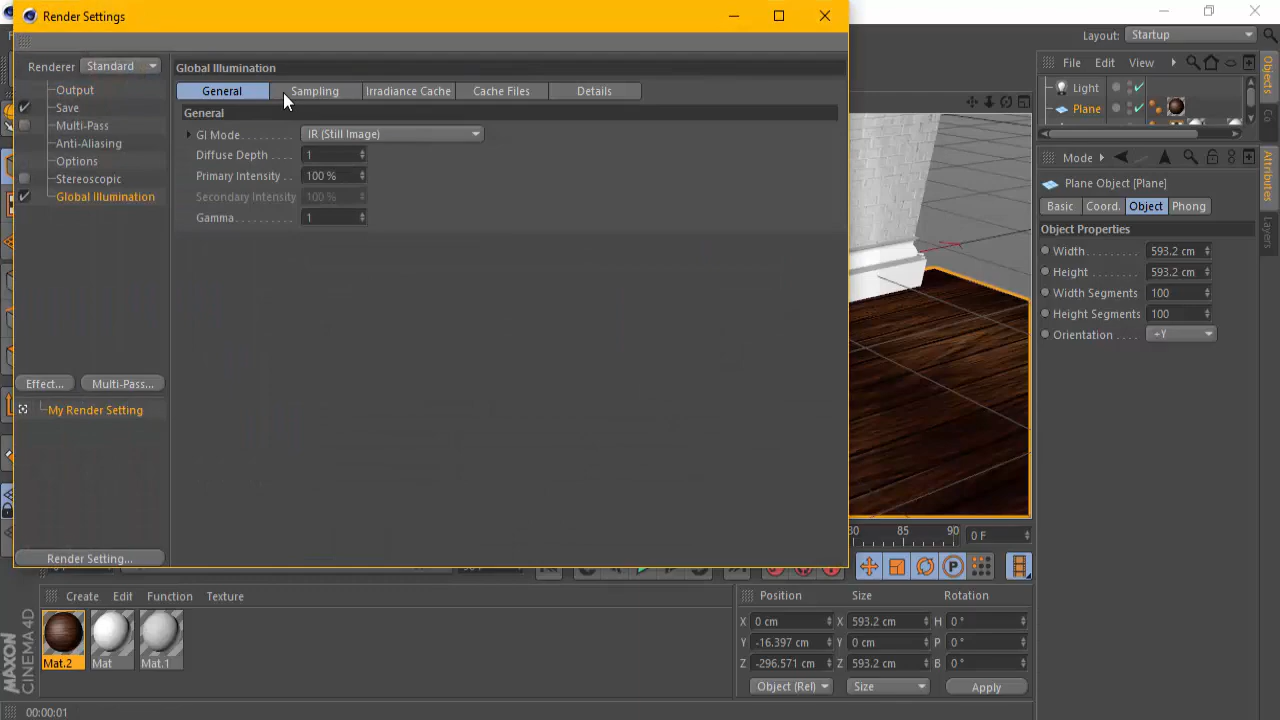 Render Settings
Layout: Startup
Renderer Standard
Output
Save
Multi-Pass
Anti-Aliasing
Options
Stereoscopic
Global Illumination
Effect...
Multi-Pass...
My Render Setting
Render Setting...
Global Illumination
General Sampling Irradiance Cache Cache Files Details
General
GI Mode. . . . . . . . IR (Still Image)
Diffuse Depth . . . . 1
Primary Intensity . . 100 %
Secondary Intensity 100 %
Gamma. . . . . . . . . 1
File Edit View
Light
Plane
Objects
Mode
Plane Object [Plane]
Basic Coord. Object Phong
Object Properties
Width. . . . . . . . . . 593.2 cm
Height . . . . . . . . . 593.2 cm
Width Segments 100
Height Segments 100
Orientation . . . . +Y
Attributes
Layers
85 90 0 F
Create Edit Function Texture
Mat.2 Mat Mat.1
Position Size Rotation
X 0 cm X 593.2 cm H 0 °
Y -16.397 cm Y 0 cm P 0 °
Z -296.571 cm Z 593.2 cm B 0 °
Object (Rel) Size Apply
MAXON
CINEMA 4D
00:00:01